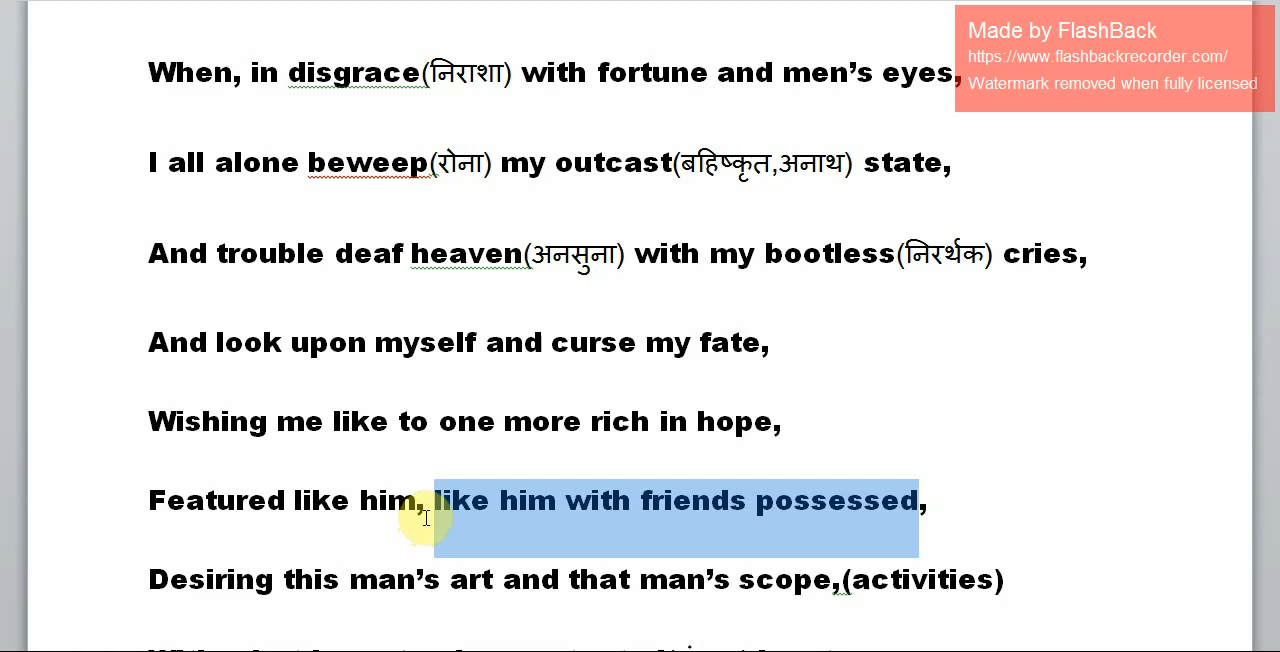 Made by FlashBack
https://www.flashbackrecorder.com/
Watermark removed when fully licensed
When, in disgrace(निराशा) with fortune and men’s eyes,
I all alone beweep(रोना) my outcast(बहिष्कृत,अनाथ) state,
And trouble deaf heaven(अनसुना) with my bootless(निरर्थक) cries,
And look upon myself and curse my fate,
Wishing me like to one more rich in hope,
Featured like him, like him with friends possessed,
Desiring this man’s art and that man’s scope,(activities)